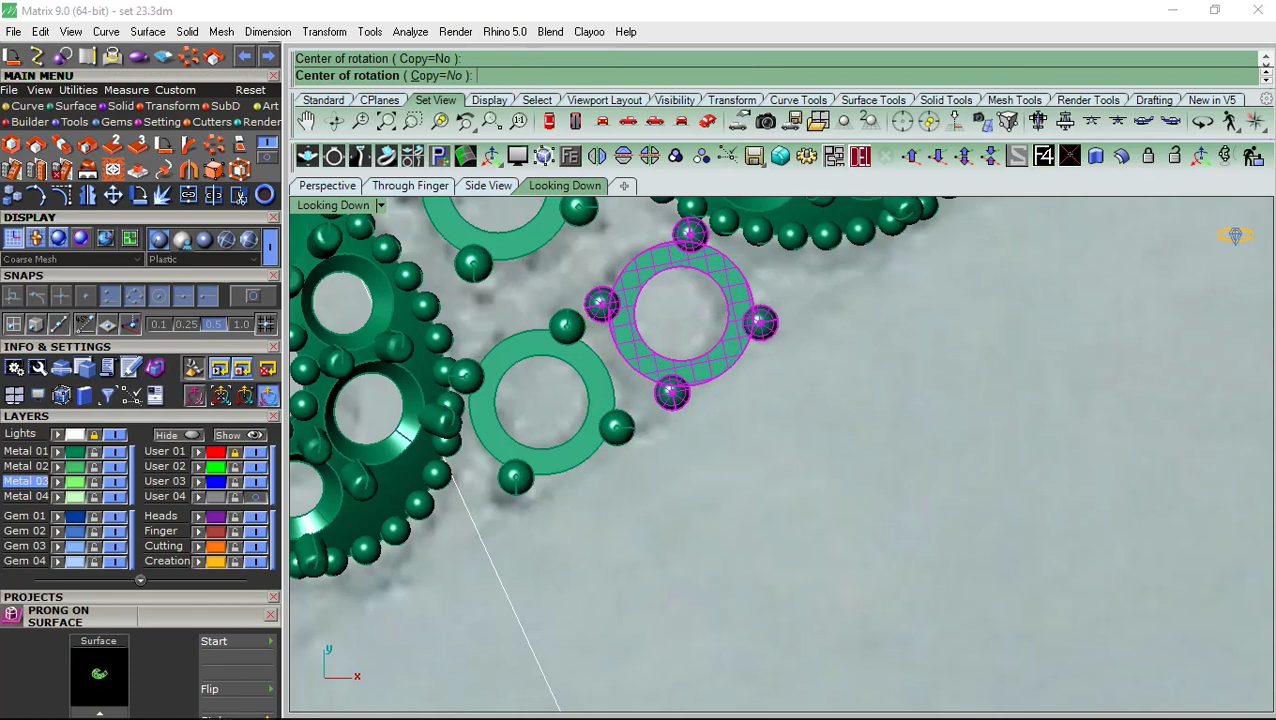 Matrix 9.0 (64-bit) - set 23.3dm
File Edit View Curve Surface Solid Mesh Dimension Transform Tools Analyze Render Rhino 5.0 Blend Clayoo Help
Center of rotation ( Copy=No ):
Center of rotation ( Copy=No ):
MAIN MENU
File View Utilities Measure Custom Reset
Curve Surface Solid Transform SubD Art
Builder Tools Gems Setting Cutters Render
Standard CPlanes Set View Display Select Viewport Layout Visibility Transform Curve Tools Surface Tools Solid Tools Mesh Tools Render Tools Drafting New in V5
Perspective Through Finger Side View Looking Down
Looking Down
DISPLAY
Coarse Mesh Plastic
SNAPS
0.1 0.25 0.5 1.0
INFO & SETTINGS
LAYERS
Lights Hide Show
Metal 01 User 01
Metal 02 User 02
Metal 03 User 03
Metal 04 User 04
Gem 01 Heads
Gem 02 Finger
Gem 03 Cutting
Gem 04 Creation
PROJECTS
PRONG ON
SURFACE
Surface Start
Flip
y
x